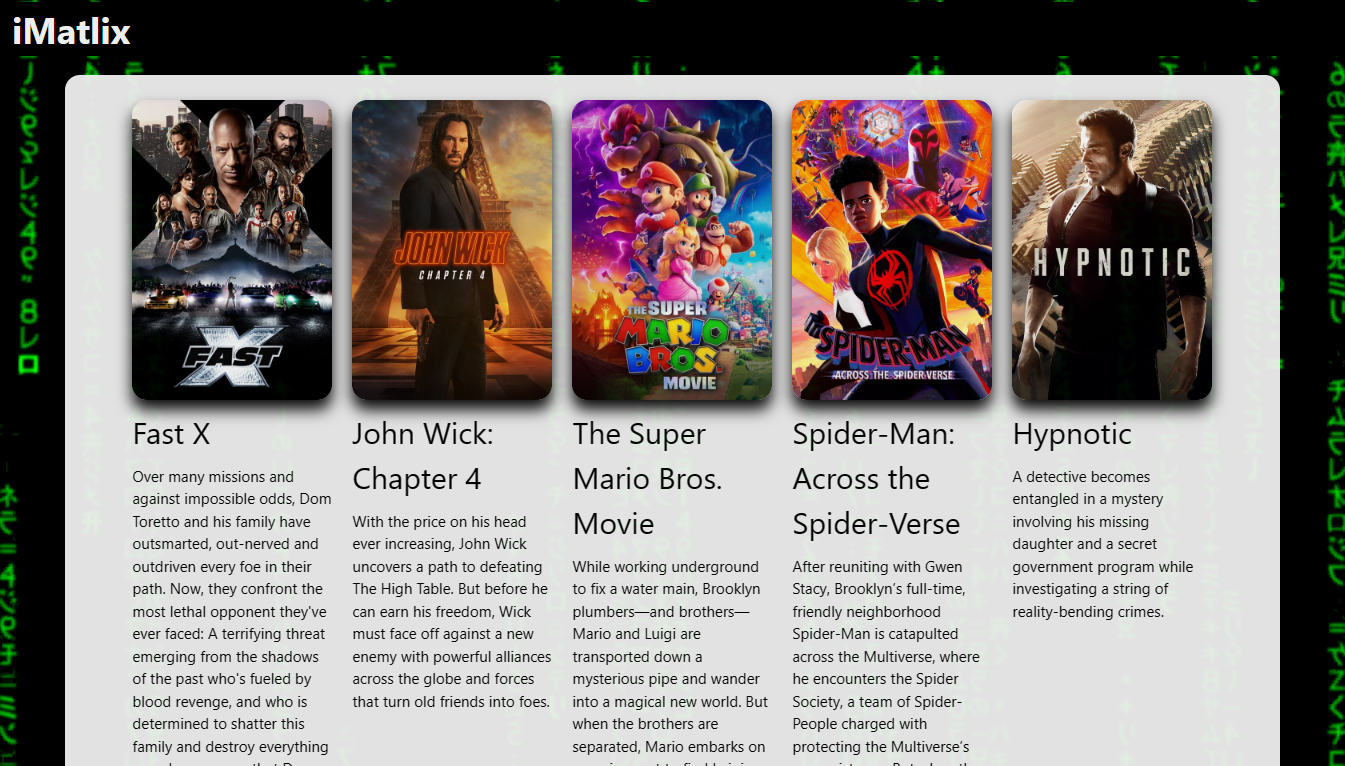 iMatlix
FAST X
JOHN WICK
CHAPTER 4
THE SUPER
MARIO
BROS.
MOVIE
SPIDER-MAN
ACROSS THE SPIDER-VERSE
HYPNOTIC
Fast X
Over many missions and
against impossible odds, Dom
Toretto and his family have
outsmarted, out-nerved and
outdriven every foe in their
path. Now, they confront the
most lethal opponent they've
ever faced: A terrifying threat
emerging from the shadows
of the past who's fueled by
blood revenge, and who is
determined to shatter this
family and destroy everything
John Wick:
Chapter 4
With the price on his head
ever increasing, John Wick
uncovers a path to defeating
The High Table. But before he
can earn his freedom, Wick
must face off against a new
enemy with powerful alliances
across the globe and forces
that turn old friends into foes.
The Super
Mario Bros.
Movie
While working underground
to fix a water main, Brooklyn
plumbers—and brothers—
Mario and Luigi are
transported down a
mysterious pipe and wander
into a magical new world. But
when the brothers are
separated, Mario embarks on
Spider-Man:
Across the
Spider-Verse
After reuniting with Gwen
Stacy, Brooklyn’s full-time,
friendly neighborhood
Spider-Man is catapulted
across the Multiverse, where
he encounters the Spider
Society, a team of Spider-
People charged with
protecting the Multiverse’s
Hypnotic
A detective becomes
entangled in a mystery
involving his missing
daughter and a secret
government program while
investigating a string of
reality-bending crimes.